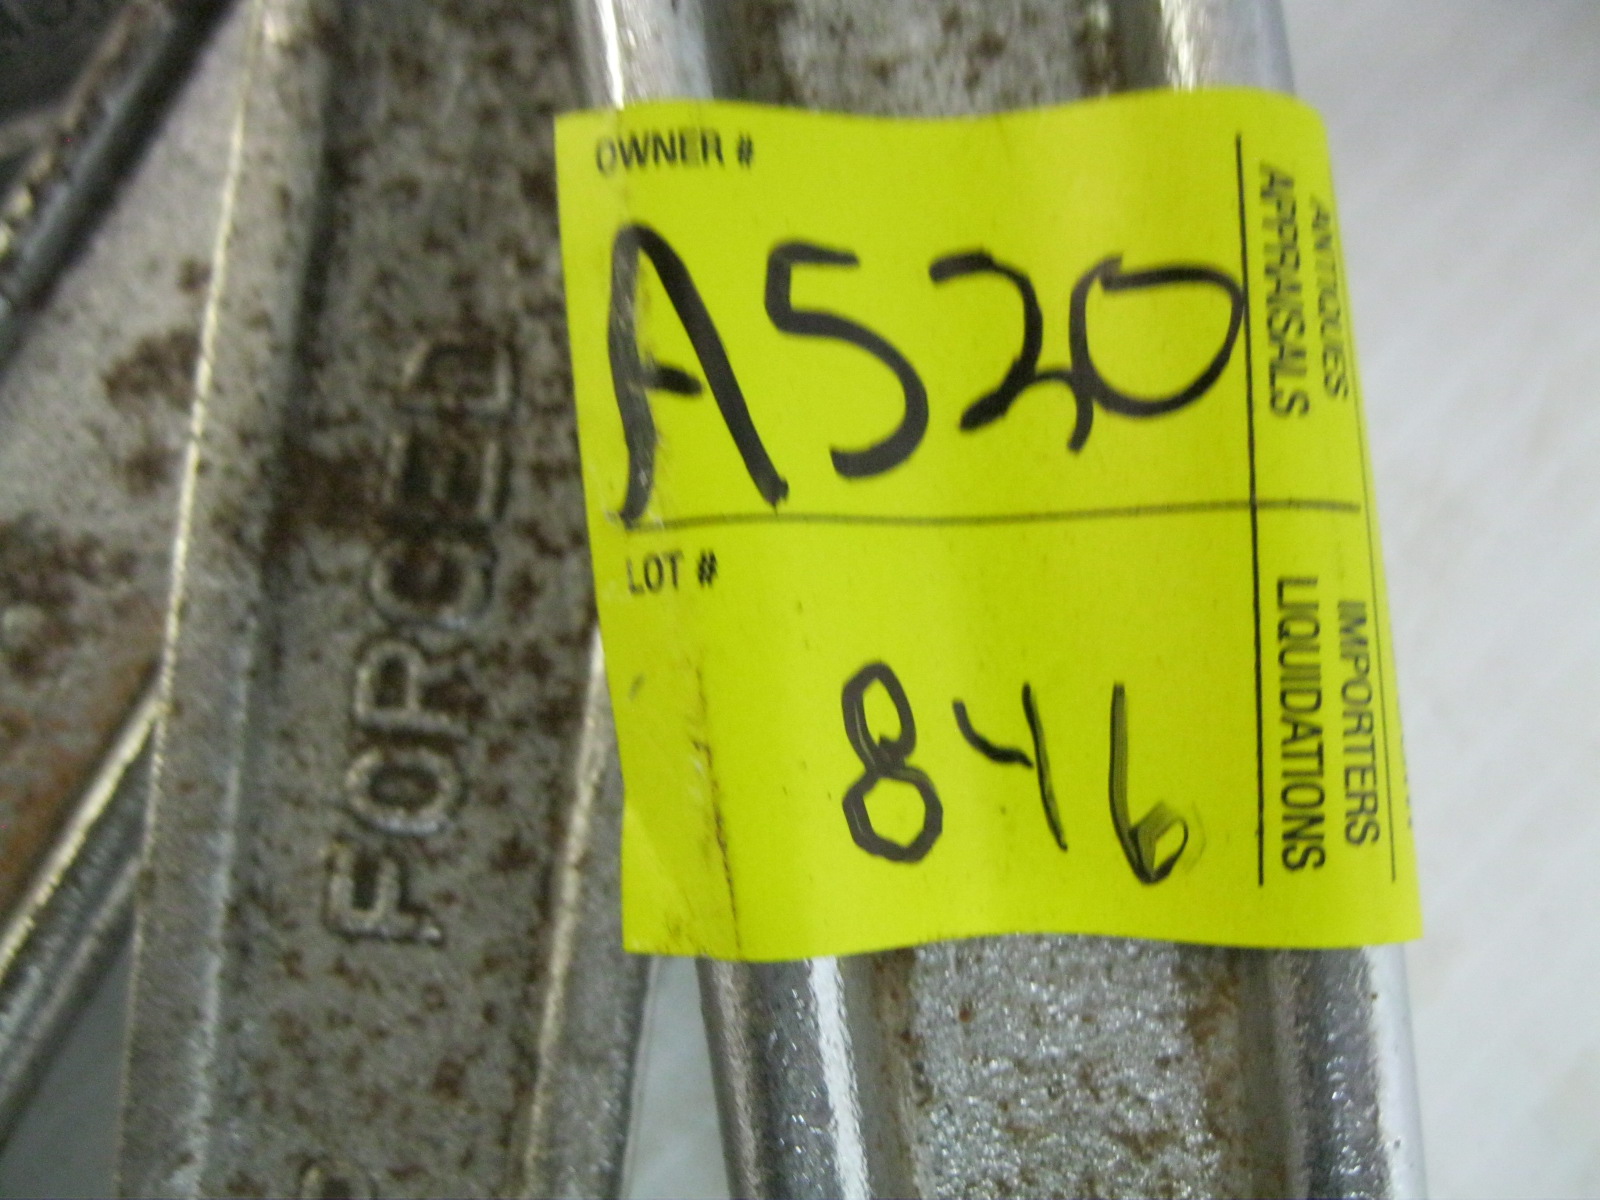 OWNER #
A520
LOT #
846
ANTIQUES
APPRAISALS
IMPORTERS
LIQUIDATIONS
FORGED